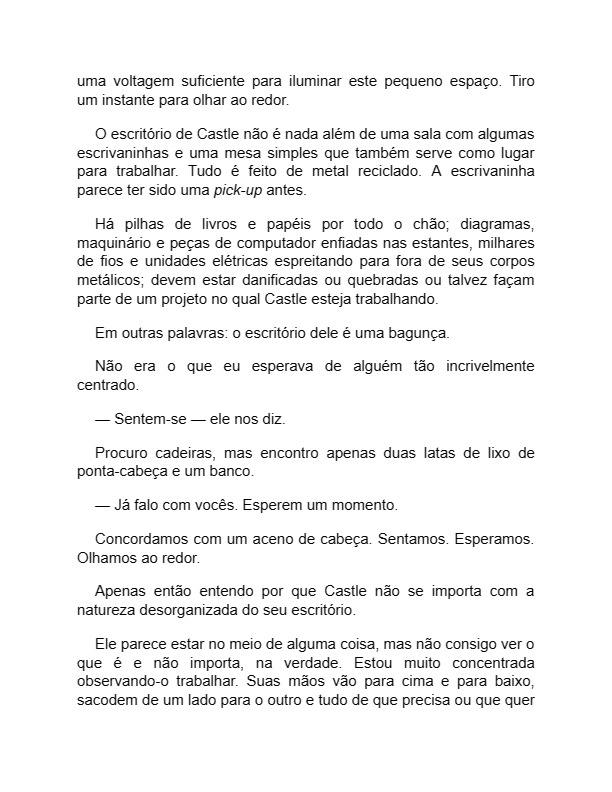 uma voltagem suficiente para iluminar este pequeno espaço. Tiro
um instante para olhar ao redor.
O escritório de Castle não é nada além de uma sala com algumas
escrivaninhas e uma mesa simples que também serve como lugar
para trabalhar. Tudo é feito de metal reciclado. A escrivaninha
parece ter sido uma pick-up antes.
Há pilhas de livros e papéis por todo o chão; diagramas,
maquinário e peças de computador enfiadas nas estantes, milhares
de fios e unidades elétricas espreitando para fora de seus corpos
metálicos; devem estar danificadas ou quebradas ou talvez façam
parte de um projeto no qual Castle esteja trabalhando.
Em outras palavras: o escritório dele é uma bagunça.
Não era o que eu esperava de alguém tão incrivelmente
centrado.
— Sentem-se — ele nos diz.
Procuro cadeiras, mas encontro apenas duas latas de lixo de
ponta-cabeça e um banco.
— Já falo com vocês. Esperem um momento.
Concordamos com um aceno de cabeça. Sentamos. Esperamos.
Olhamos ao redor.
Apenas então entendo por que Castle não se importa com a
natureza desorganizada do seu escritório.
Ele parece estar no meio de alguma coisa, mas não consigo ver o
que é e não importa, na verdade. Estou muito concentrada
observando-o trabalhar. Suas mãos vão para cima e para baixo,
sacodem de um lado para o outro e tudo de que precisa ou que quer